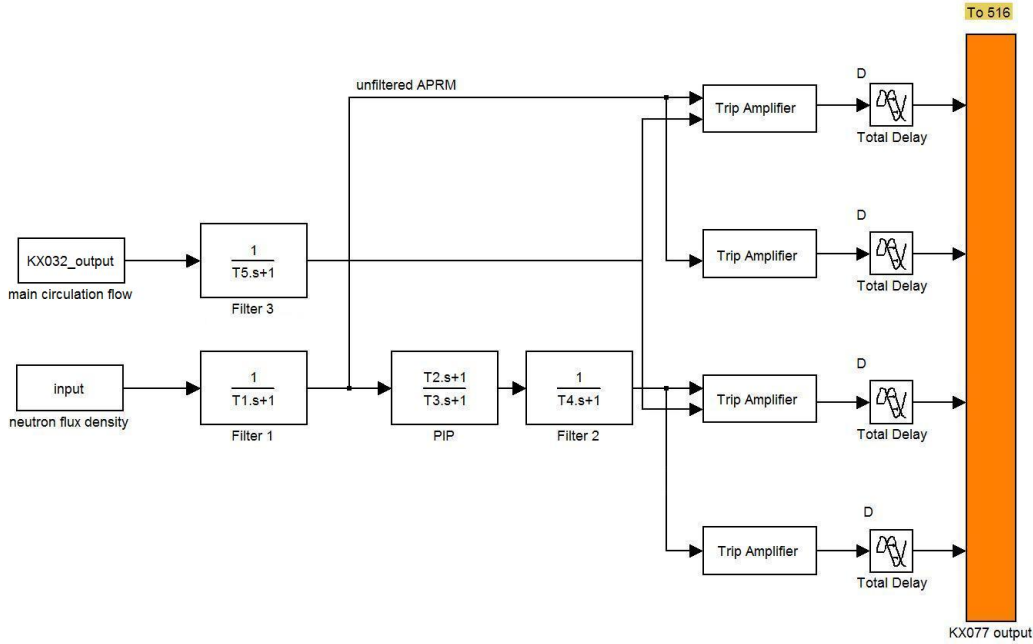 To 516
D
unfiltered APRM
Trip Amplifier
Total Delay
D
KX032_output
1
T5.s+1
Trip Amplifier
main circulation flow
Total Delay
Filter 3
D
input
1
T1.s+1
T2.s+1
T3.s+1
1
T4.s+1
Trip Amplifier
neutron flux density
Filter 1
PIP
Filter 2
Total Delay
D
Trip Amplifier
Total Delay
KX077 output